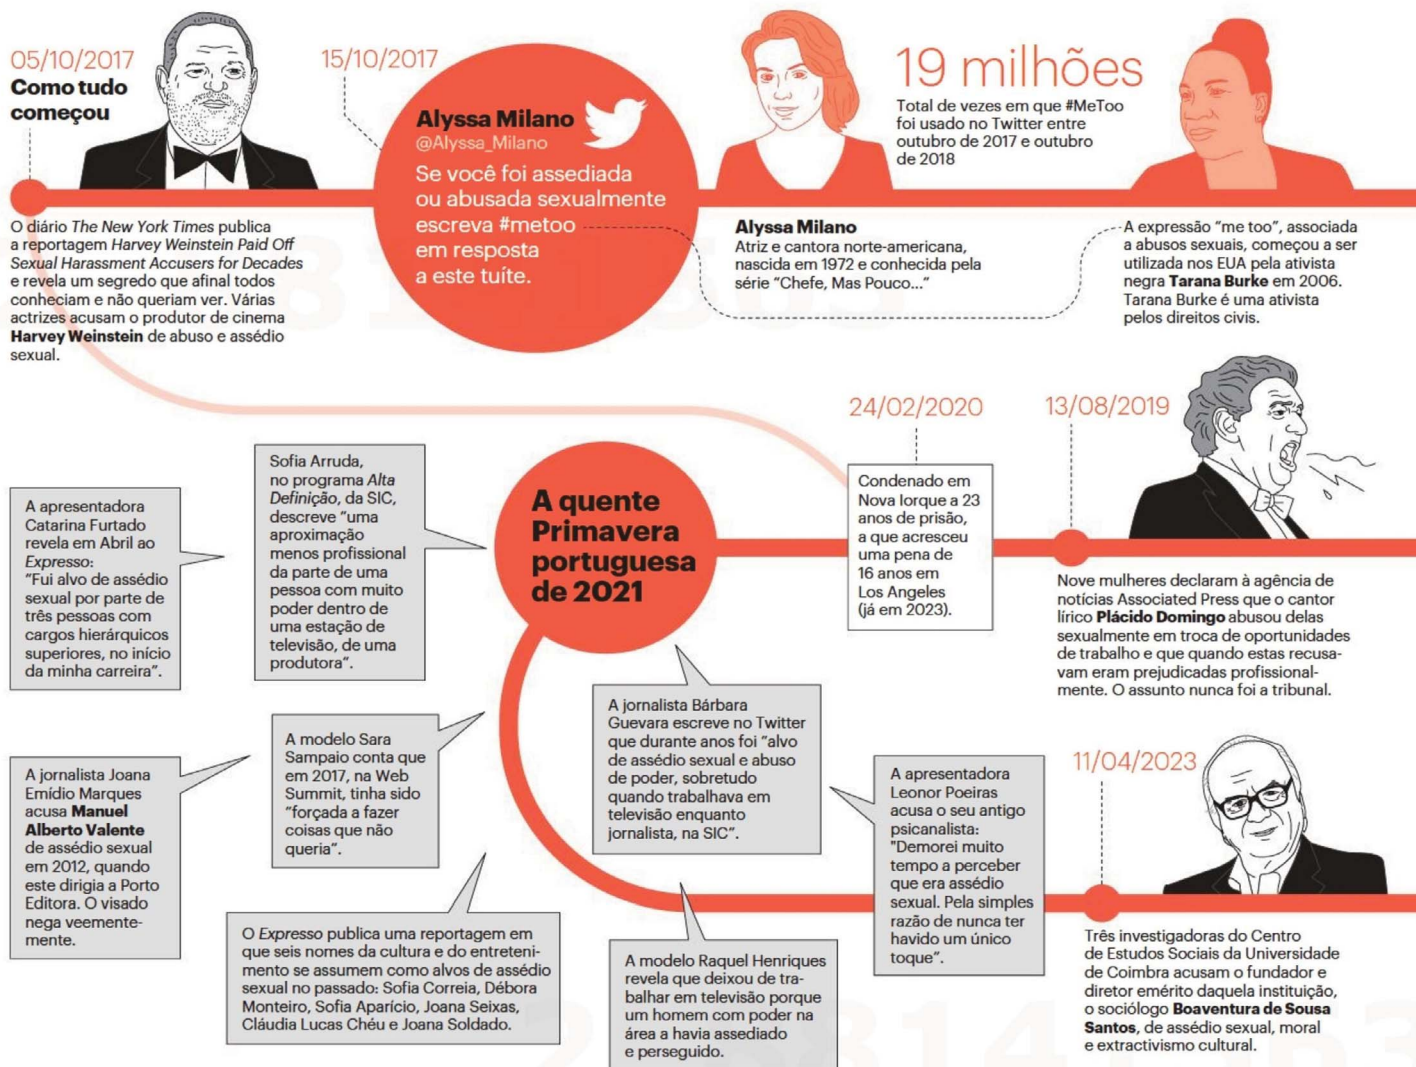 05/10/2017
Como tudo
começou
O diário The New York Times publica
a reportagem Harvey Weinstein Paid Off
Sexual Harassment Accusers for Decades
e revela um segredo que afinal todos
conheciam e não queriam ver. Várias
actrizes acusam o produtor de cinema
Harvey Weinstein de abuso e assédio
sexual.
15/10/2017
Alyssa Milano
@Alyssa_Milano
Se você foi assediada
ou abusada sexualmente
escreva #metoo
em resposta
a este tuíte.
Alyssa Milano
Atriz e cantora norte-americana,
nascida em 1972 e conhecida pela
série “Chefe, Mas Pouco...”
19 milhões
Total de vezes em que #MeToo
foi usado no Twitter entre
outubro de 2017 e outubro
de 2018
A expressão “me too”, associada
a abusos sexuais, começou a ser
utilizada nos EUA pela ativista
negra Tarana Burke em 2006.
Tarana Burke é uma ativista
pelos direitos civis.
24/02/2020
Condenado em
Nova Iorque a 23
anos de prisão,
a que acresceu
uma pena de
16 anos em
Los Angeles
(já em 2023).
13/08/2019
Nove mulheres declaram à agência de
notícias Associated Press que o cantor
lírico Plácido Domingo abusou delas
sexualmente em troca de oportunidades
de trabalho e que quando estas recusa-
vam eram prejudicadas profissional-
mente. O assunto nunca foi a tribunal.
A quente
Primavera
portuguesa
de 2021
Sofia Arruda,
no programa Alta
Definição, da SIC,
descreve “uma
aproximação
menos profissional
da parte de uma
pessoa com muito
poder dentro de
uma estação de
televisão, de uma
produtora”.
A apresentadora
Catarina Furtado
revela em Abril ao
Expresso:
“Fui alvo de assédio
sexual por parte de
três pessoas com
cargos hierárquicos
superiores, no início
da minha carreira”.
A modelo Sara
Sampaio conta que
em 2017, na Web
Summit, tinha sido
“forçada a fazer
coisas que não
queria”.
A jornalista Joana
Emídio Marques
acusa Manuel
Alberto Valente
de assédio sexual
em 2012, quando
este dirigia a Porto
Editora. O visado
nega veemente-
mente.
O Expresso publica uma reportagem em
que seis nomes da cultura e do entreteni-
mento se assumem como alvos de assédio
sexual no passado: Sofia Correia, Débora
Monteiro, Sofia Aparício, Joana Seixas,
Cláudia Lucas Chéu e Joana Soldado.
A jornalista Bárbara
Guevara escreve no Twitter
que durante anos foi “alvo
de assédio sexual e abuso
de poder, sobretudo
quando trabalhava em
televisão enquanto
jornalista, na SIC”.
A modelo Raquel Henriques
revela que deixou de tra-
balhar em televisão porque
um homem com poder na
área a havia assediado
e perseguido.
A apresentadora
Leonor Poeiras
acusa o seu antigo
psicanalista:
"Demorei muito
tempo a perceber
que era assédio
sexual. Pela simples
razão de nunca ter
havido um único
toque”.
11/04/2023
Três investigadoras do Centro
de Estudos Sociais da Universidade
de Coimbra acusam o fundador e
diretor emérito daquela instituição,
o sociólogo Boaventura de Sousa
Santos, de assédio sexual, moral
e extractivismo cultural.